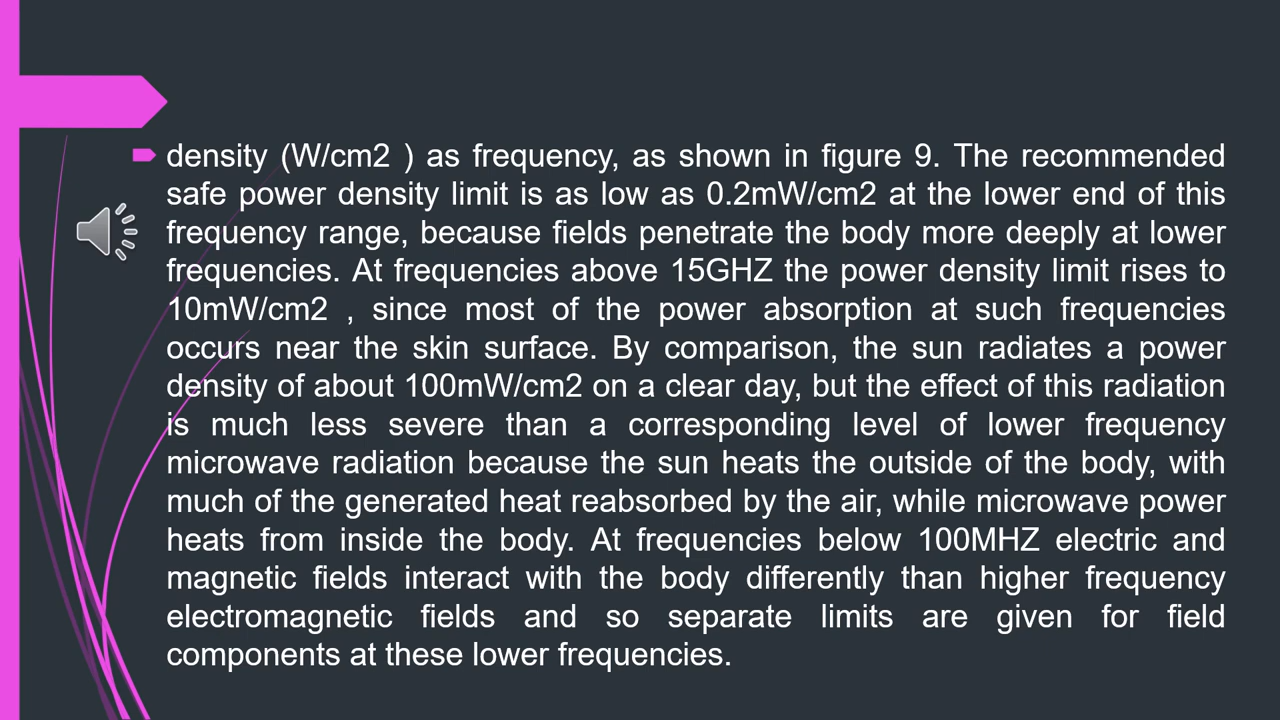 density (W/cm2 ) as frequency, as shown in figure 9. The recommended
safe power density limit is as low as 0.2mW/cm2 at the lower end of this
frequency range, because fields penetrate the body more deeply at lower
frequencies. At frequencies above 15GHZ the power density limit rises to
10mW/cm2 , since most of the power absorption at such frequencies
occurs near the skin surface. By comparison, the sun radiates a power
density of about 100mW/cm2 on a clear day, but the effect of this radiation
is much less severe than a corresponding level of lower frequency
microwave radiation because the sun heats the outside of the body, with
much of the generated heat reabsorbed by the air, while microwave power
heats from inside the body. At frequencies below 100MHZ electric and
magnetic fields interact with the body differently than higher frequency
electromagnetic fields and so separate limits are given for field
components at these lower frequencies.